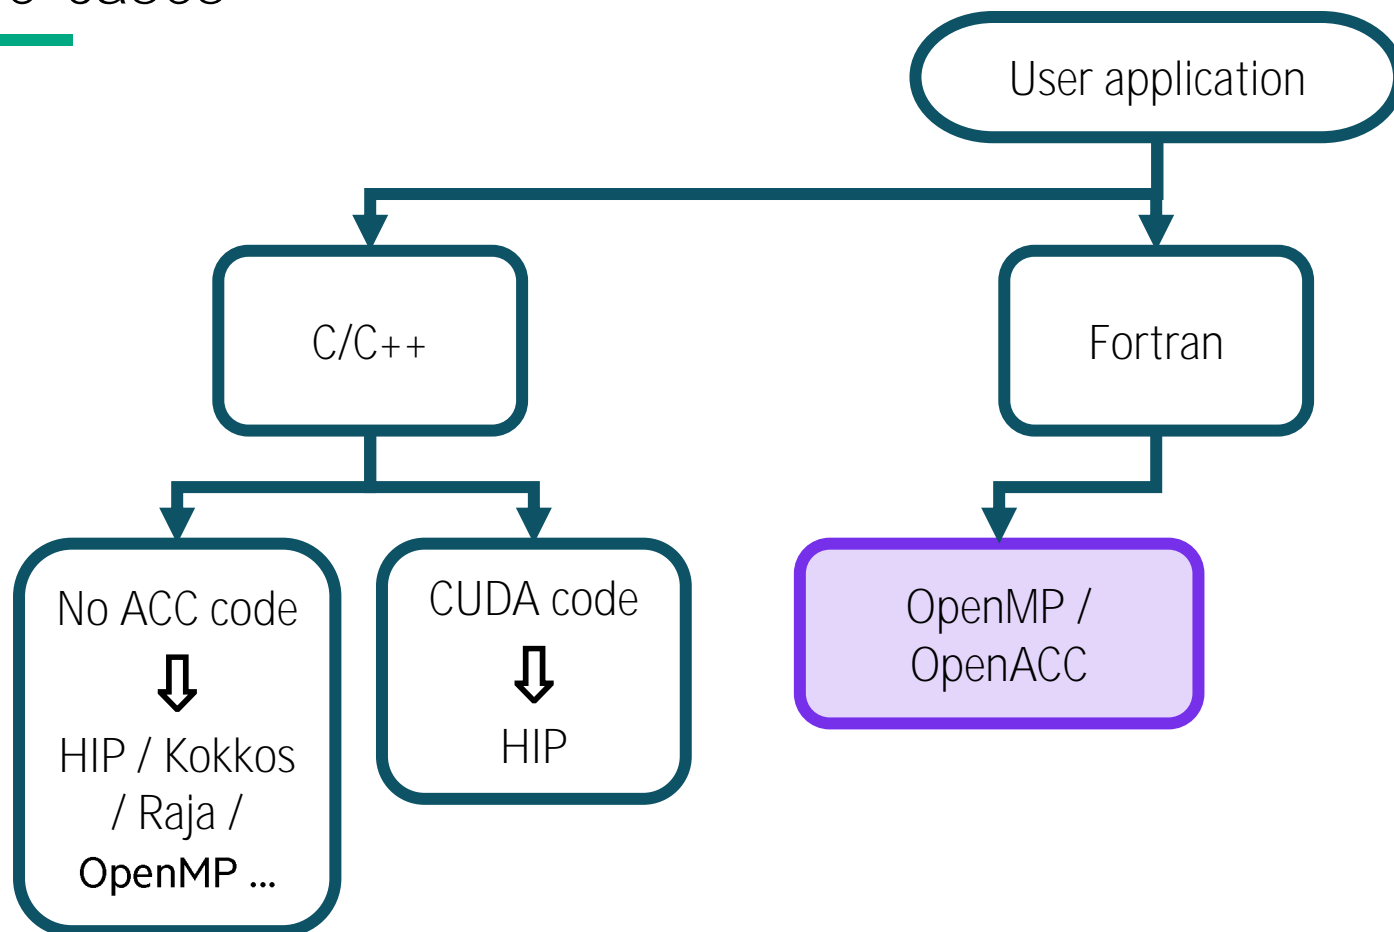 User application
C/C++
Fortran
No ACC code
HIP / Kokkos
/ Raja /
OpenMP ...
CUDA code
HIP
OpenMP /
OpenACC